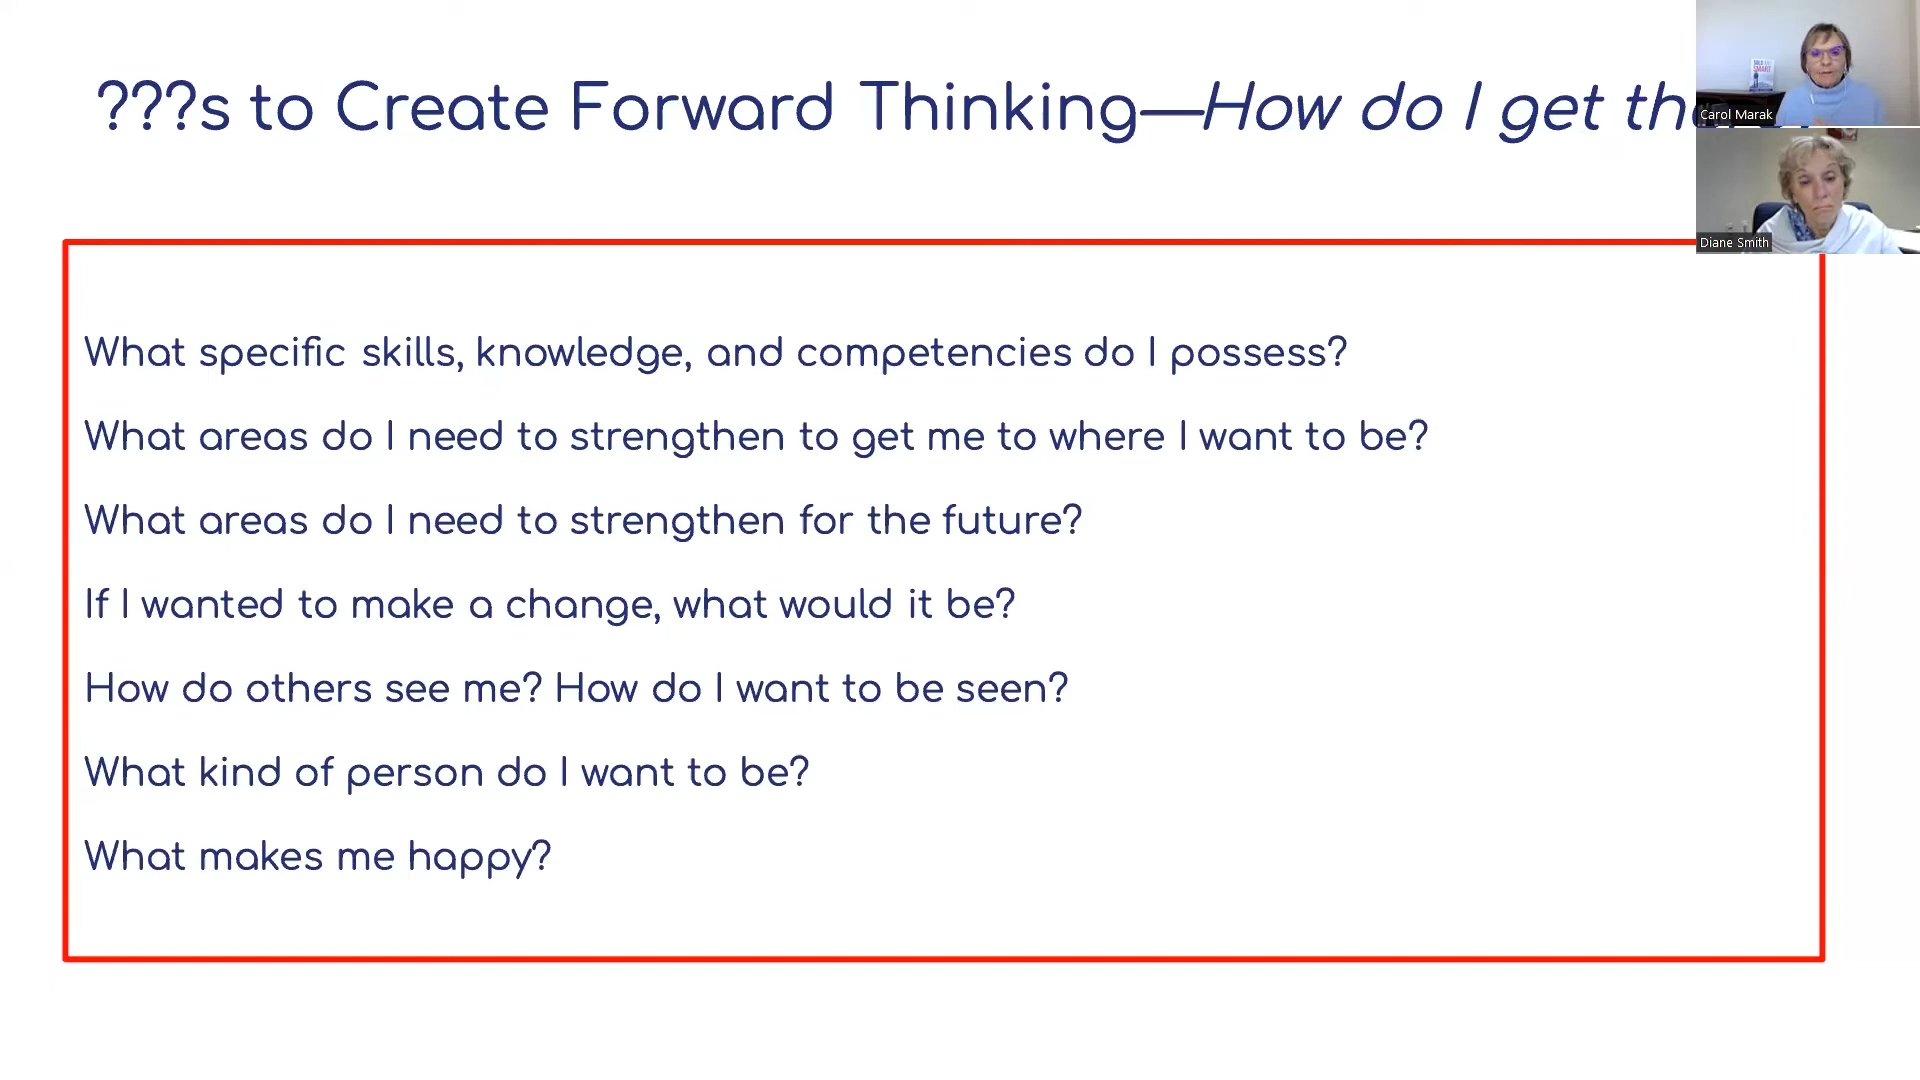 ???s to Create Forward Thinking—How do I get
What specific skills, knowledge, and competencies do I possess?
What areas do I need to strengthen to get me to where I want to be?
What areas do I need to strengthen for the future?
If I wanted to make a change, what would it be?
How do others see me? How do I want to be seen?
What kind of person do I want to be?
What makes me happy?
SMART
Carol Marak
Diane Smith